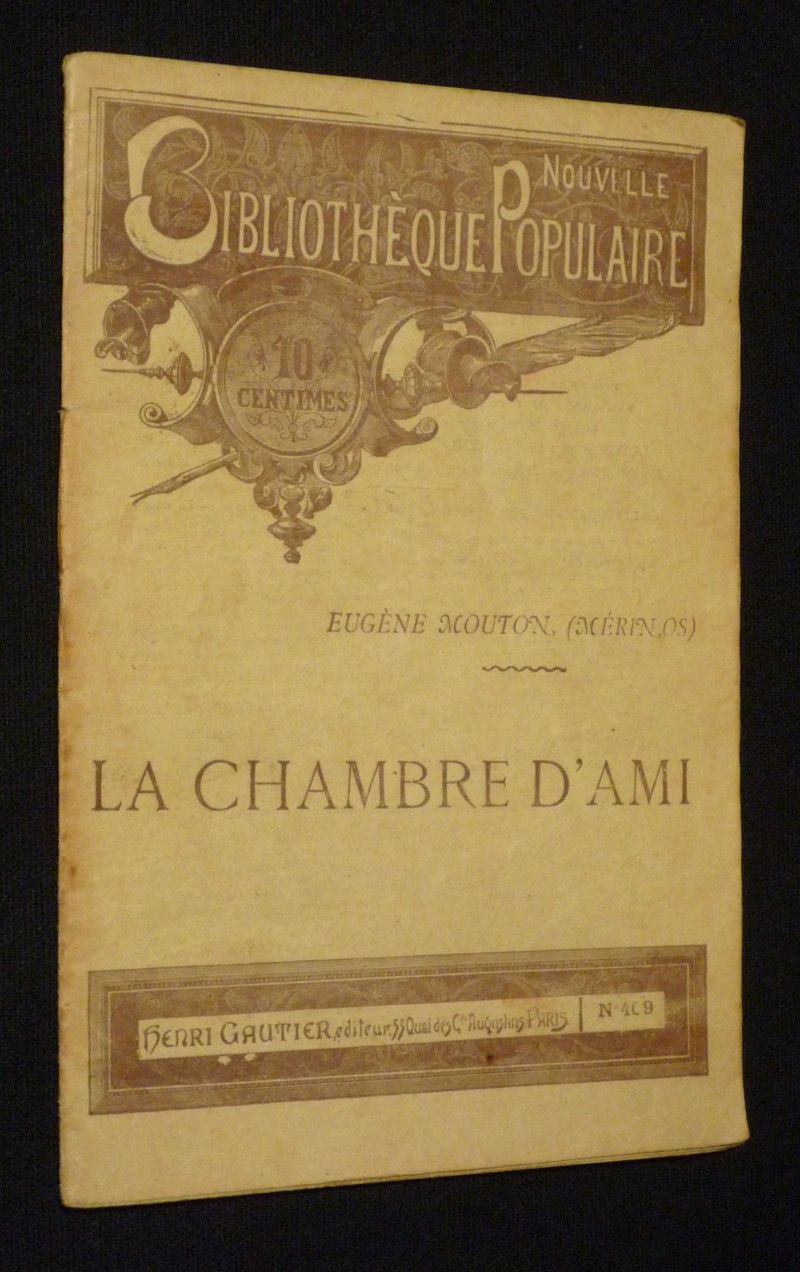 NOUVELLE
BIBLIOTHÈQUE POPULAIRE
10
CENTIMES
EUGÈNE MOUTON, (MÉRINOS)
LA CHAMBRE D'AMI
HENRI GAUTIER, editeur, 55 Quai des Gds Augustins PARIS. N° 409